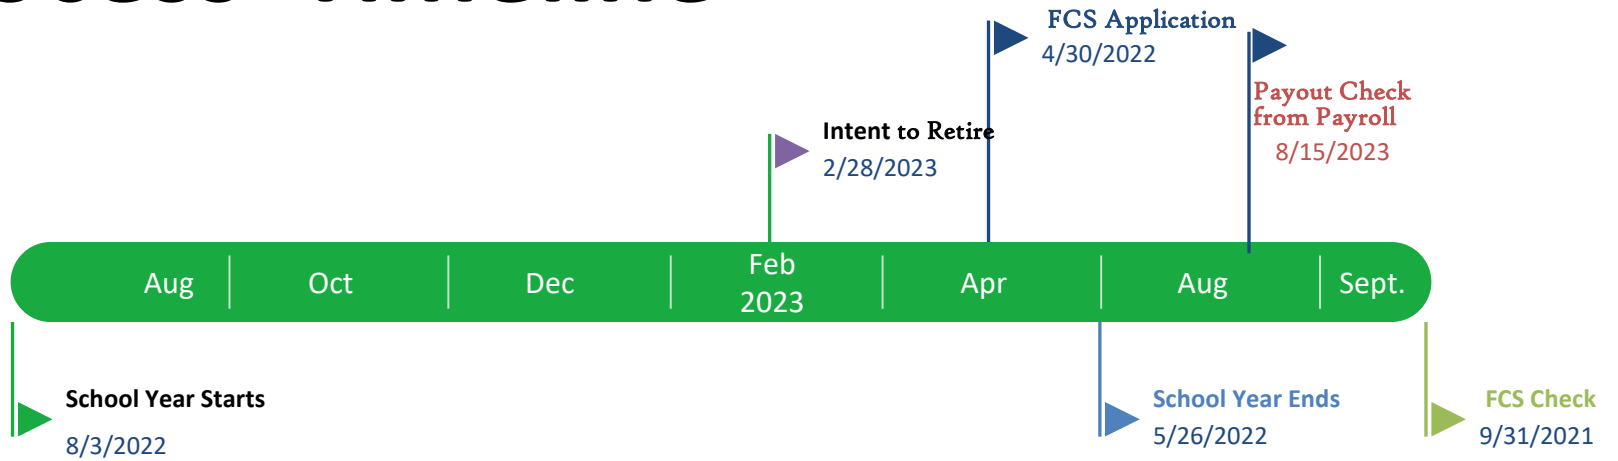 FCS Application
4/30/2022
Payout Check
from Payroll
8/15/2023
Intent to Retire
2/28/2023
Aug
Oct
Dec
Feb
2023
Apr
Aug
Sept.
School Year Starts
8/3/2022
School Year Ends
5/26/2022
FCS Check
9/31/2021